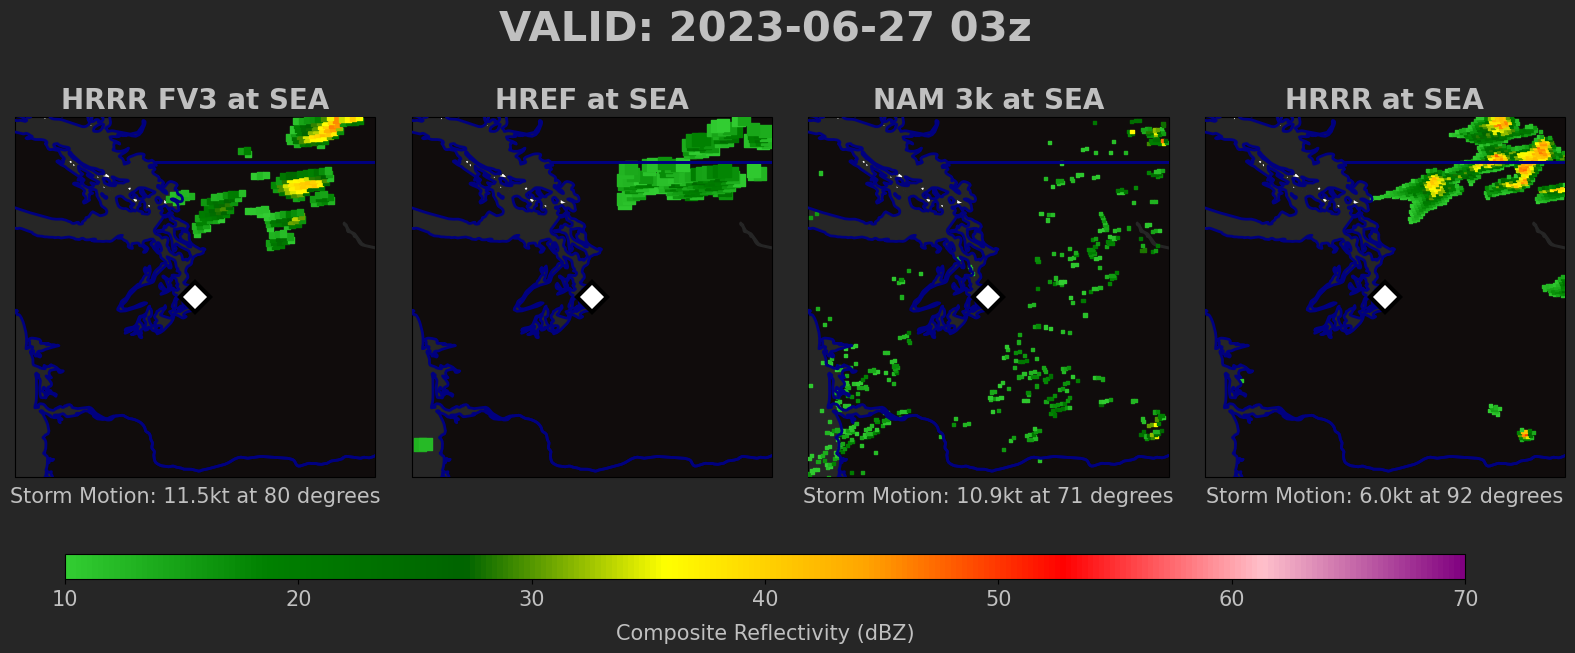 VALID: 2023-06-27 03z
HRRR FV3 at SEA
HREF at SEA
NAM 3k at SEA
HRRR at SEA
Storm Motion: 11.5kt at 80 degrees
Storm Motion: 10.9kt at 71 degrees
Storm Motion: 6.0kt at 92 degrees
10 20 30 40 50 60 70
Composite Reflectivity (dBZ)